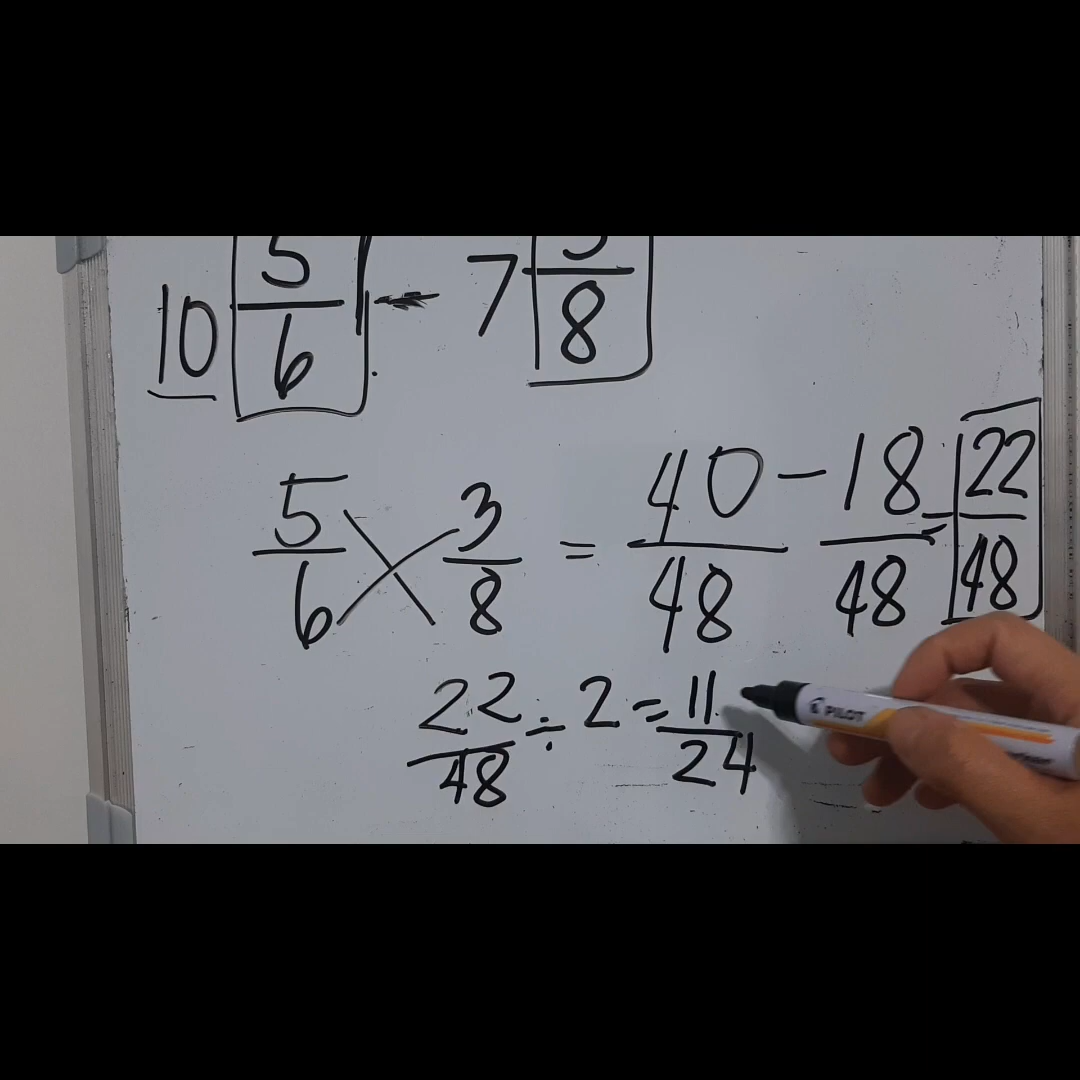 10 5/6 - 7 3/8
5/6 3/8 = 40/48 - 18/48 = 22/48
22/48 ÷ 2 = 11/24
PILOT